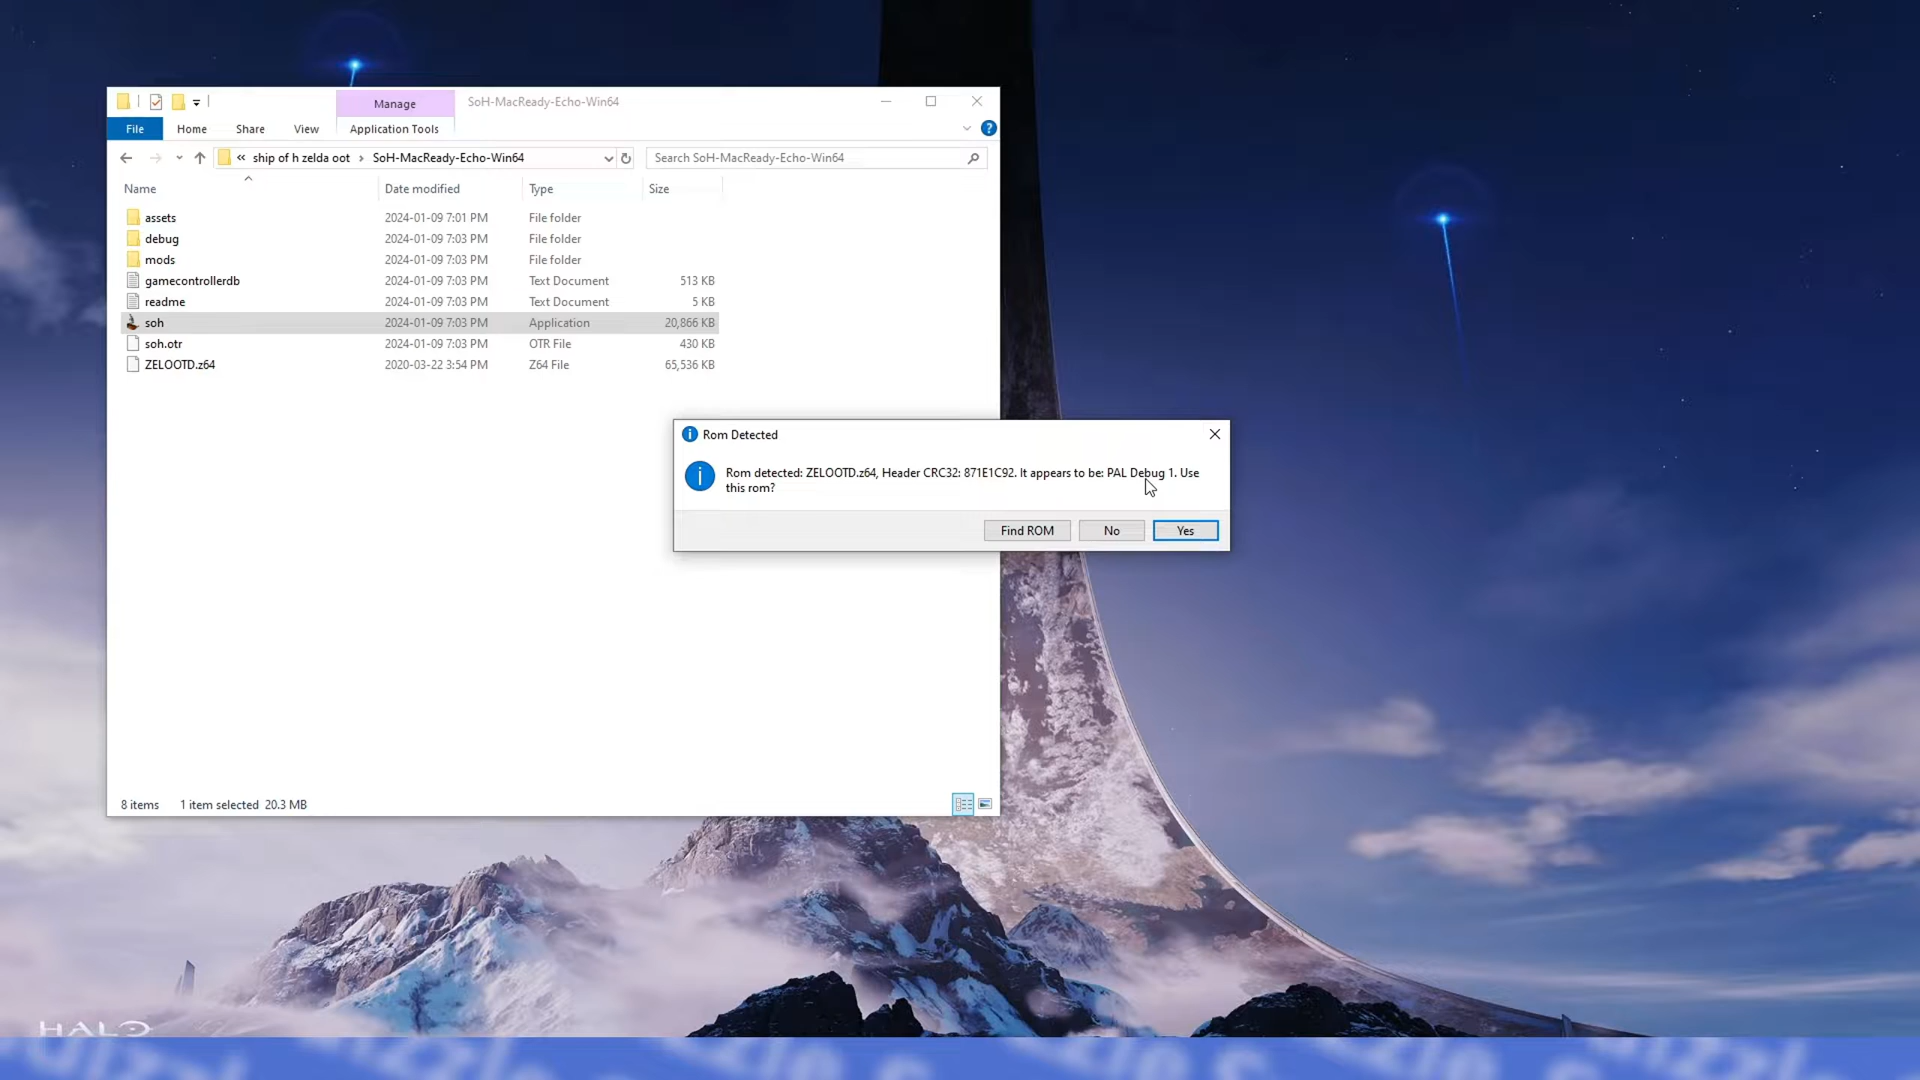 Manage
SoH-MacReady-Echo-Win64
File
Home
Share
View
Application Tools
« ship of h zelda oot › SoH-MacReady-Echo-Win64
Search SoH-MacReady-Echo-Win64
Name
Date modified
Type
Size
assets 2024-01-09 7:01 PM File folder
debug 2024-01-09 7:03 PM File folder
mods 2024-01-09 7:03 PM File folder
gamecontrollerdb 2024-01-09 7:03 PM Text Document 513 KB
readme 2024-01-09 7:03 PM Text Document 5 KB
soh 2024-01-09 7:03 PM Application 20,866 KB
soh.otr 2024-01-09 7:03 PM OTR File 430 KB
ZELOOTD.z64 2020-03-22 3:54 PM Z64 File 65,536 KB
Rom Detected
Rom detected: ZELOOTD.z64, Header CRC32: 871E1C92. It appears to be: PAL Debug 1. Use
this rom?
Find ROM
No
Yes
8 items 1 item selected 20.3 MB
HALO